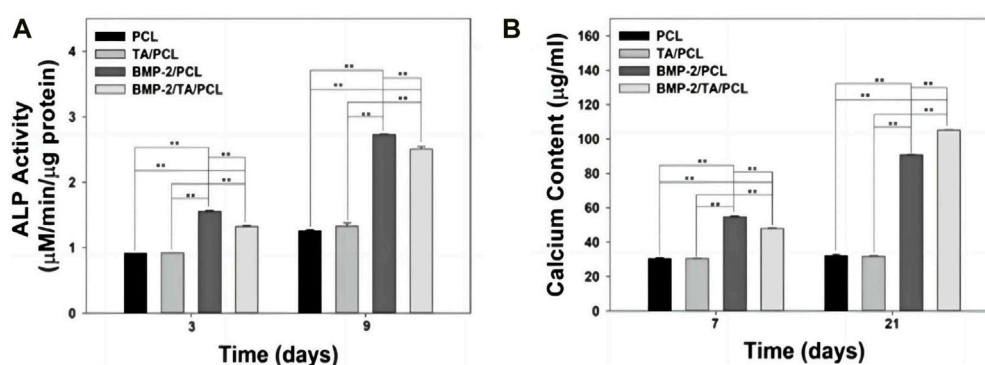 A
ALP Activity
(μM/min/μg protein)
4
3
2
1
0
PCL
TA/PCL
BMP-2/PCL
BMP-2/TA/PCL
** ** ** ** **
** ** ** ** **
3 9
Time (days)
B
Calcium Content (μg/ml)
160
140
120
100
80
60
40
20
0
PCL
TA/PCL
BMP-2/PCL
BMP-2/TA/PCL
** ** ** ** **
** ** ** ** **
7 21
Time (days)